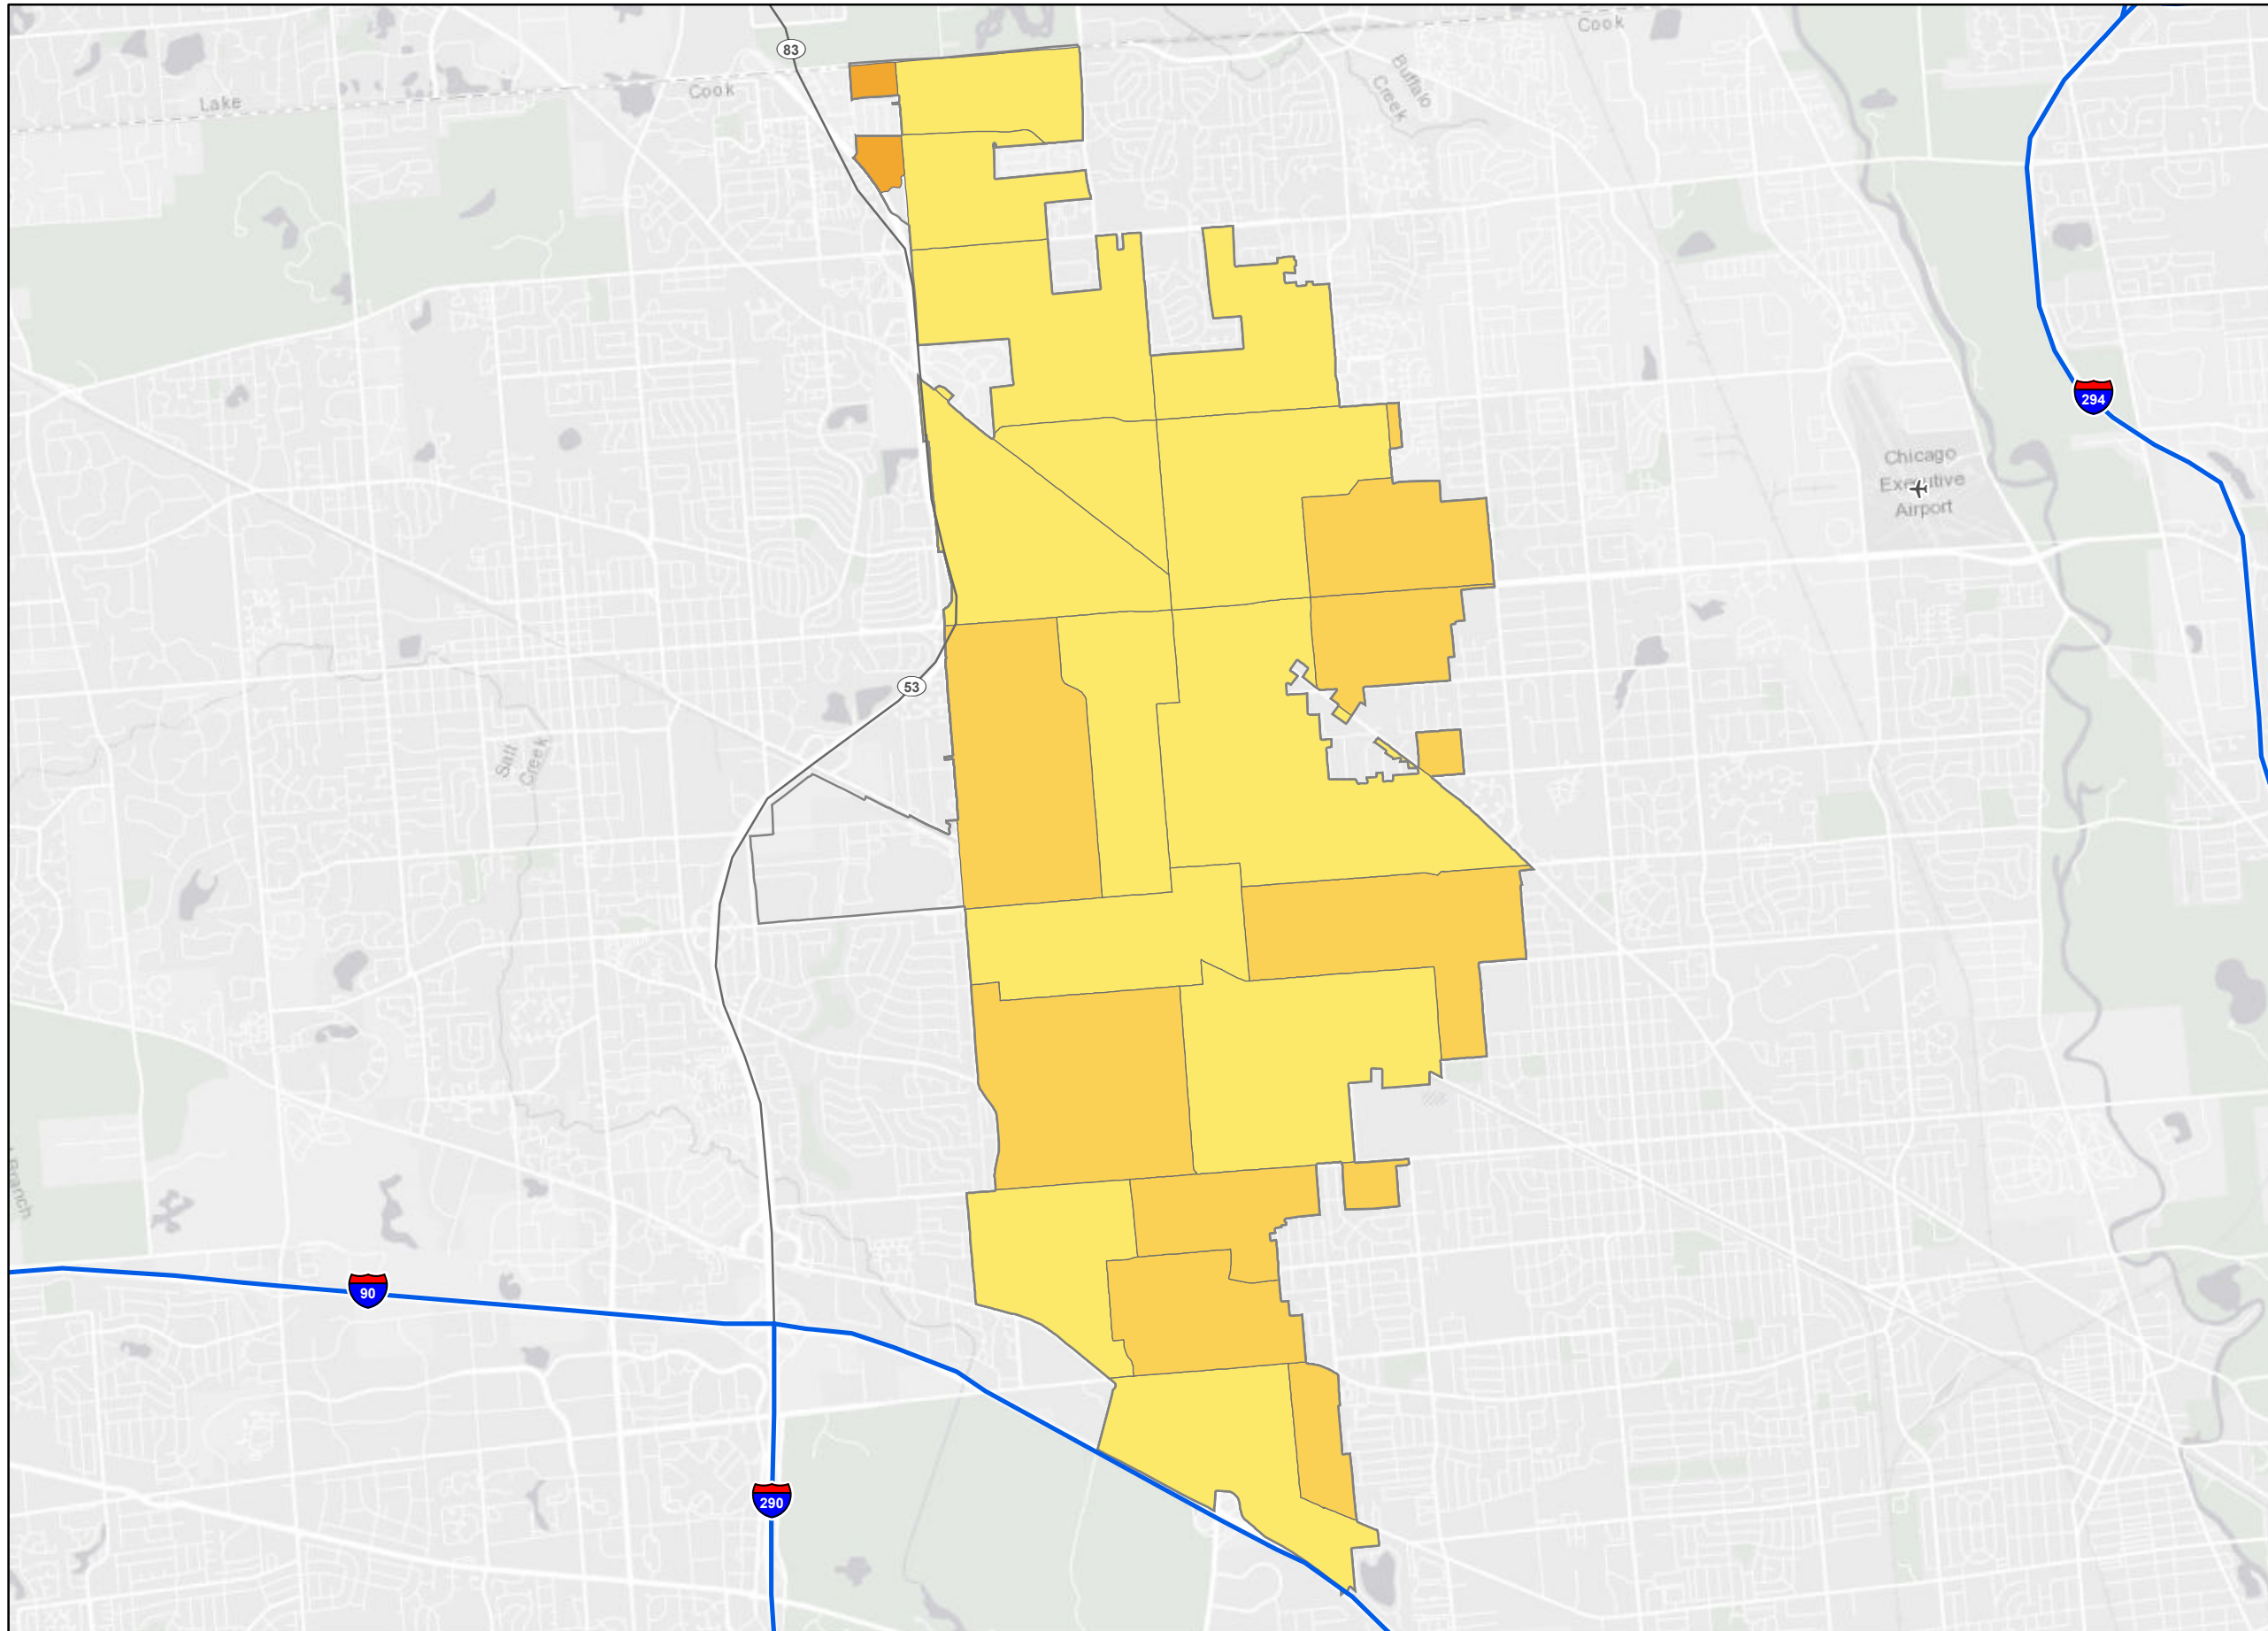 Cook
83
Lake
Cook
Buffalo
Creek
294
Chicago
Executive
Airport
53
Salt
Creek
Branch
90
290